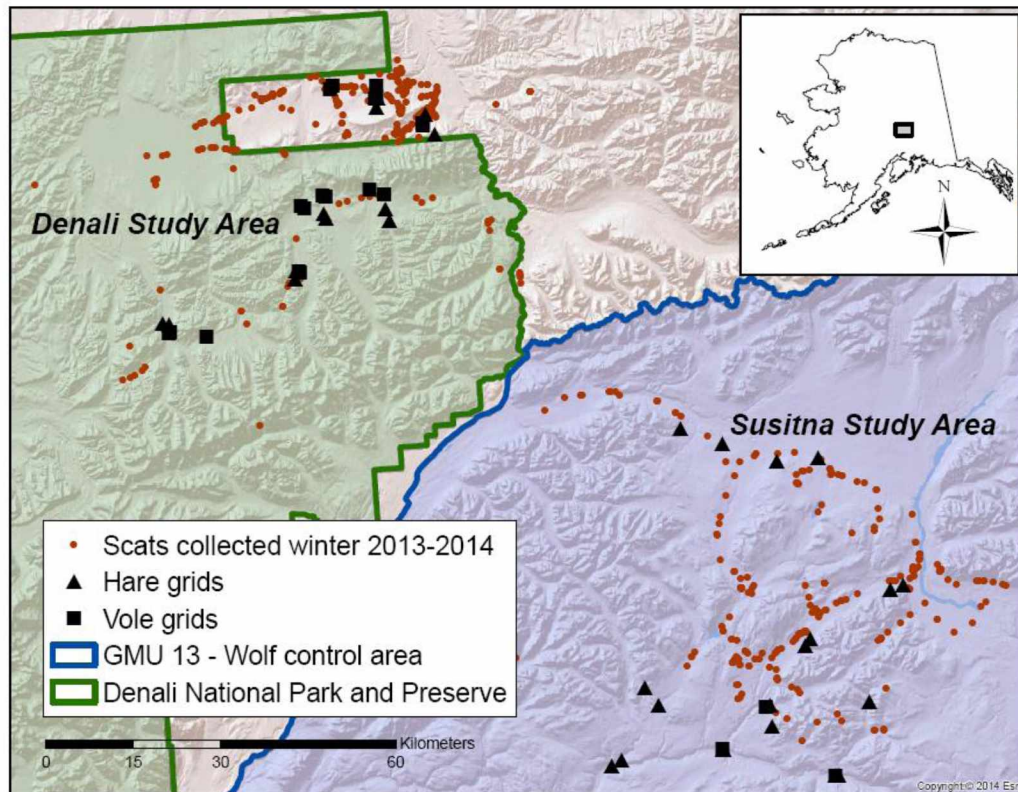 N
Denali Study Area
Susitna Study Area
Scats collected winter 2013-2014
Hare grids
Vole grids
GMU 13 - Wolf control area
Denali National Park and Preserve
Kilometers
0 15 30 60
Copyright:© 2014 Esr